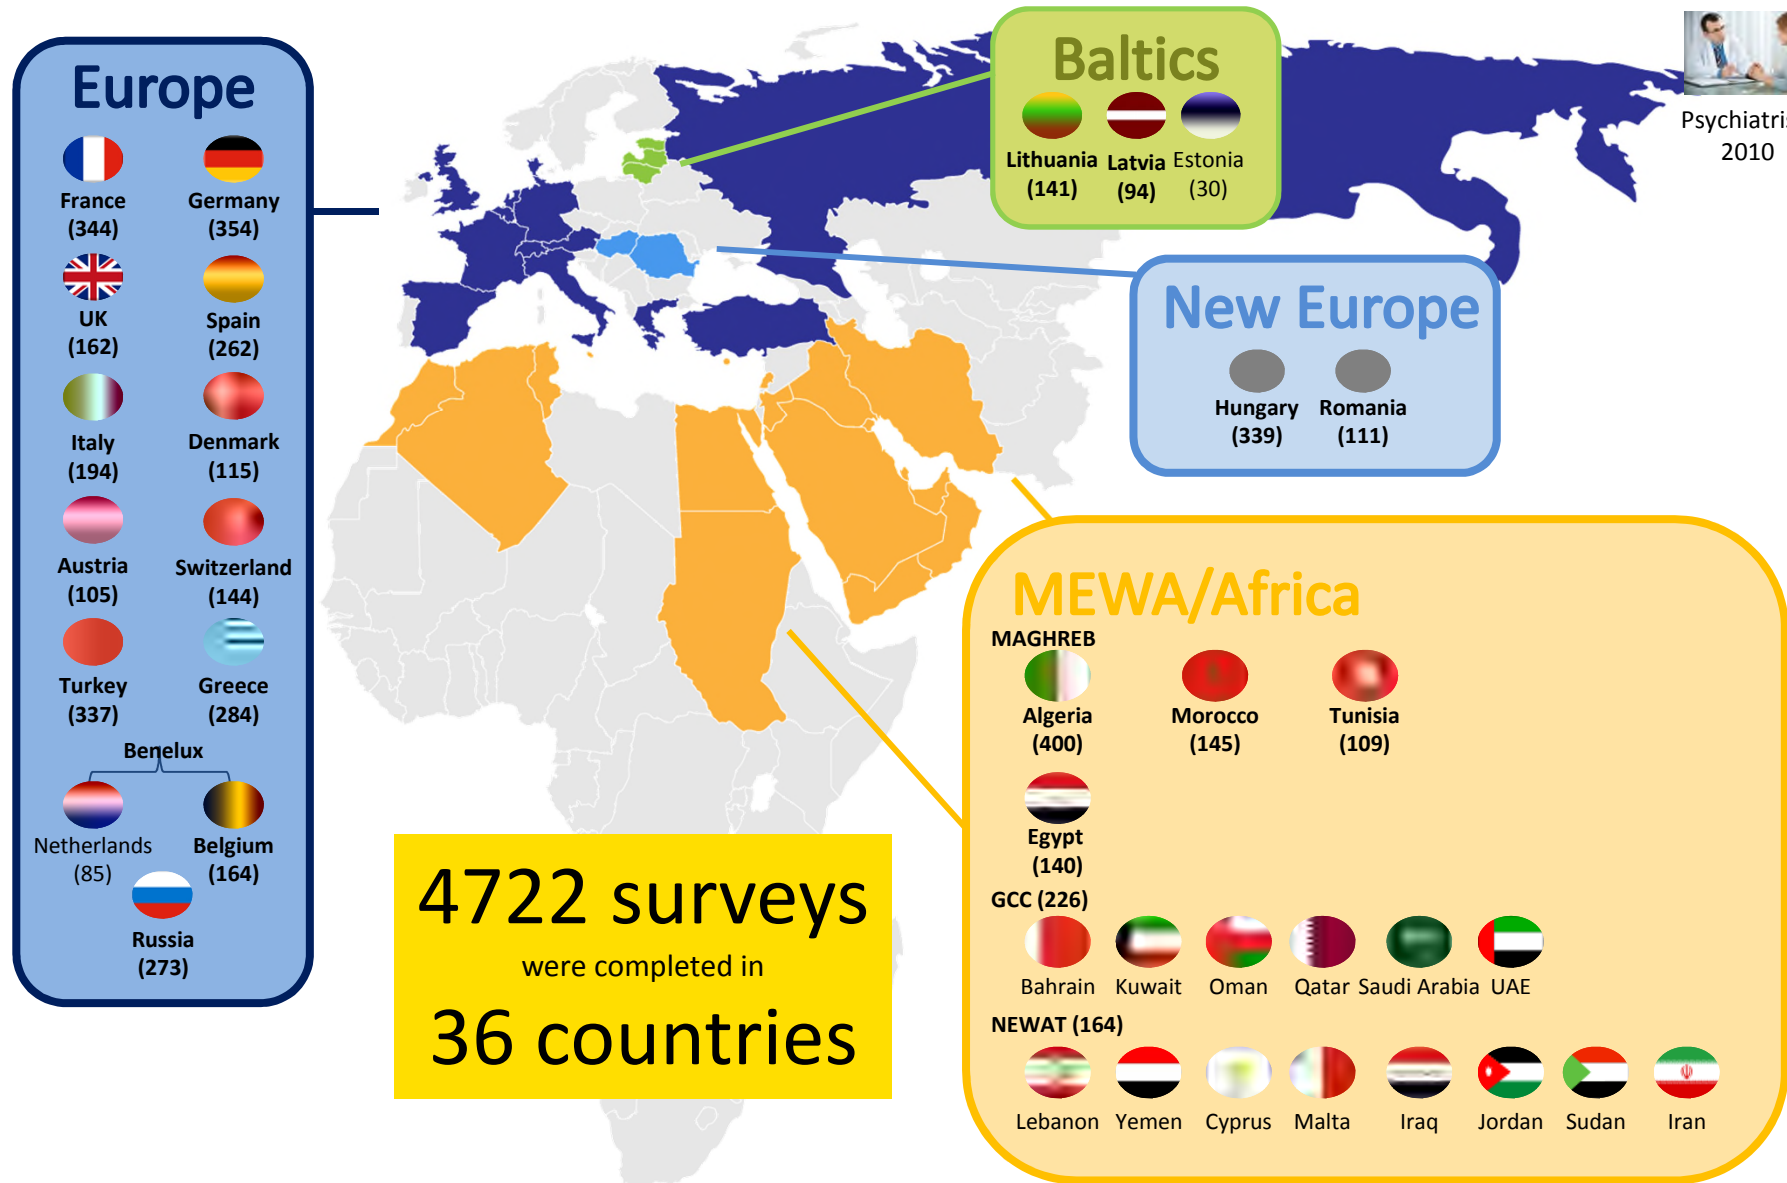 Europe
France
(344)
Germany
(354)
UK
(162)
Spain
(262)
Italy
(194)
Denmark
(115)
Austria
(105)
Switzerland
(144)
Turkey
(337)
Greece
(284)
Benelux
Netherlands
(85)
Belgium
(164)
Russia
(273)
Baltics
Lithuania
(141)
Latvia
(94)
Estonia
(30)
2010
New Europe
Hungary
(339)
Romania
(111)
MEWA/Africa
MAGHREB
Algeria
(400)
Morocco
(145)
Tunisia
(109)
Egypt
(140)
GCC (226)
Bahrain Kuwait Oman Qatar Saudi Arabia UAE
NEWAT (164)
Lebanon Yemen Cyprus Malta Iraq Jordan Sudan Iran
4722 surveys
were completed in
36 countries